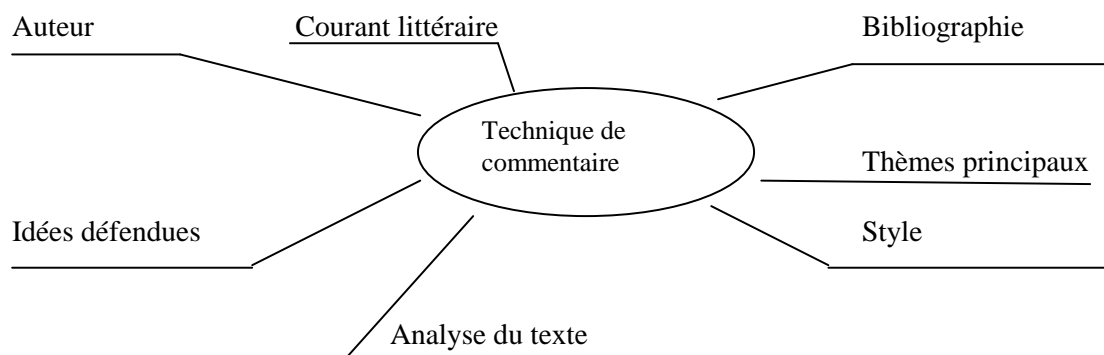 Auteur
Courant littéraire
Bibliographie
Technique de
commentaire
Thèmes principaux
Idées défendues
Style
Analyse du texte